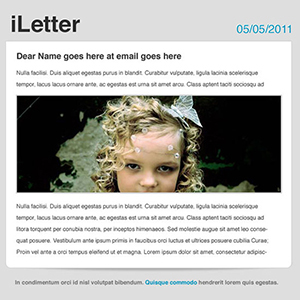 iLetter
05/05/2011
Dear Name goes here at email goes here
Nulla facilisi. Duis aliquet egestas purus in blandit. Curabitur vulputate, ligula lacinia scelerisque
tempor, lacus lacus ornare ante, ac egestas est urna sit amet arcu. Class aptent taciti sociosqu ad
Nulla facilisi. Duis aliquet egestas purus in blandit. Curabitur vulputate, ligula lacinia scelerisque
tempor, lacus lacus ornare ante, ac egestas est urna sit amet arcu. Class aptent taciti sociosqu ad
litora torquent per conubia nostra, per inceptos himenaeos. Sed molestie augue sit amet leo conse-
quat posuere. Vestibulum ante ipsum primis in faucibus orci luctus et ultrices posuere cubilia Curae;
Proin vel ante a orci tempus eleifend ut et magna. Lorem ipsum dolor sit amet, consectetur adipisc-
In condimentum orci id nisl volutpat bibendum. Quisque commodo hendrerit lorem quis egestas.